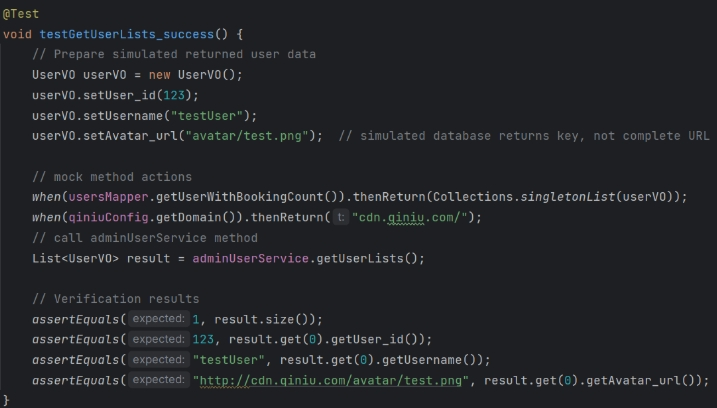 @Test
void testGetUserLists_success() {
    // Prepare simulated returned user data
    UserVO userVO = new UserVO();
    userVO.setUser_id(123);
    userVO.setUsername("testUser");
    userVO.setAvatar_url("avatar/test.png");  // simulated database returns key, not complete URL

    // mock method actions
    when(usersMapper.getUserWithBookingCount()).thenReturn(Collections.singletonList(userVO));
    when(qiniuConfig.getDomain()).thenReturn( t: "cdn.qiniu.com/");
    // call adminUserService method
    List<UserVO> result = adminUserService.getUserLists();

    // Verification results
    assertEquals( expected: 1, result.size());
    assertEquals( expected: 123, result.get(0).getUser_id());
    assertEquals( expected: "testUser", result.get(0).getUsername());
    assertEquals( expected: "http://cdn.qiniu.com/avatar/test.png", result.get(0).getAvatar_url());
}